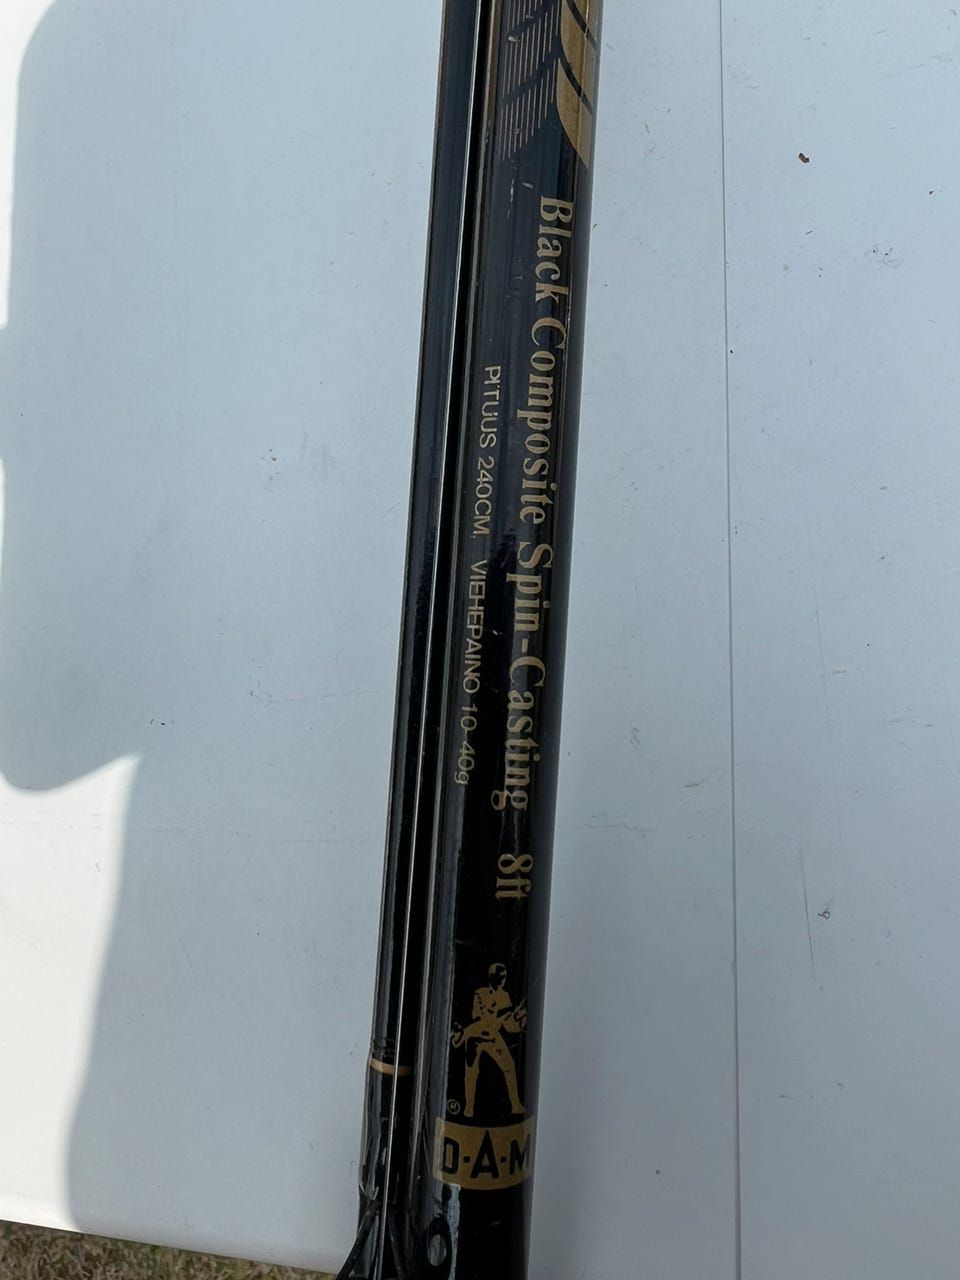 Black Composite Spin-Casting 8ft
PITUUS 240CM, VIEHEPAINO 10-40g
®
D·A·M